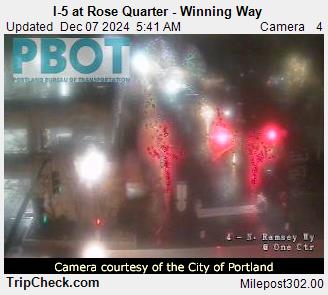 I-5 at Rose Quarter - Winning Way
Updated Dec 07 2024 5:41 AM Camera 4
PBOT
PORTLAND BUREAU OF TRANSPORTATION
4 - N. Ramsey Wy
@ One Ctr
Camera courtesy of the City of Portland
TripCheck.com Milepost302.00